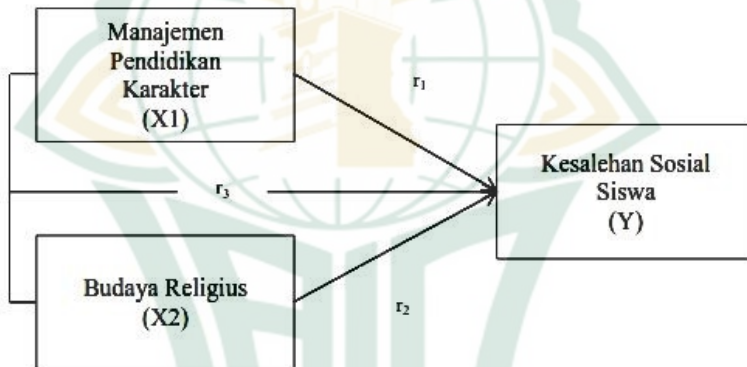 Manajemen
Pendidikan
Karakter
(X1)
r₁
Kesalehan Sosial
Siswa
(Y)
r₃
Budaya Religius
(X2)
r₂